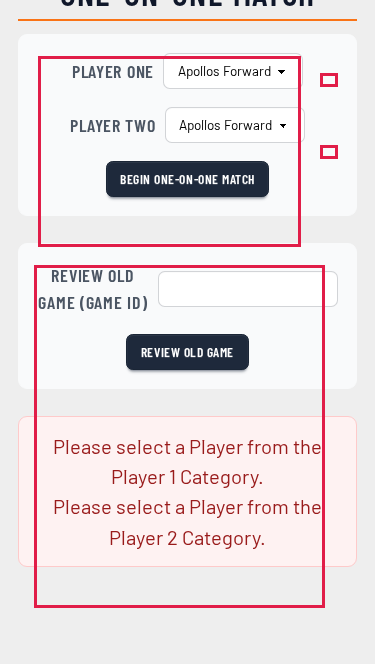 ONE-ON-ONE MATCH
PLAYER ONE Apollos Forward
PLAYER TWO Apollos Forward
BEGIN ONE-ON-ONE MATCH
REVIEW OLD
GAME (GAME ID)
REVIEW OLD GAME
Please select a Player from the
Player 1 Category.
Please select a Player from the
Player 2 Category.